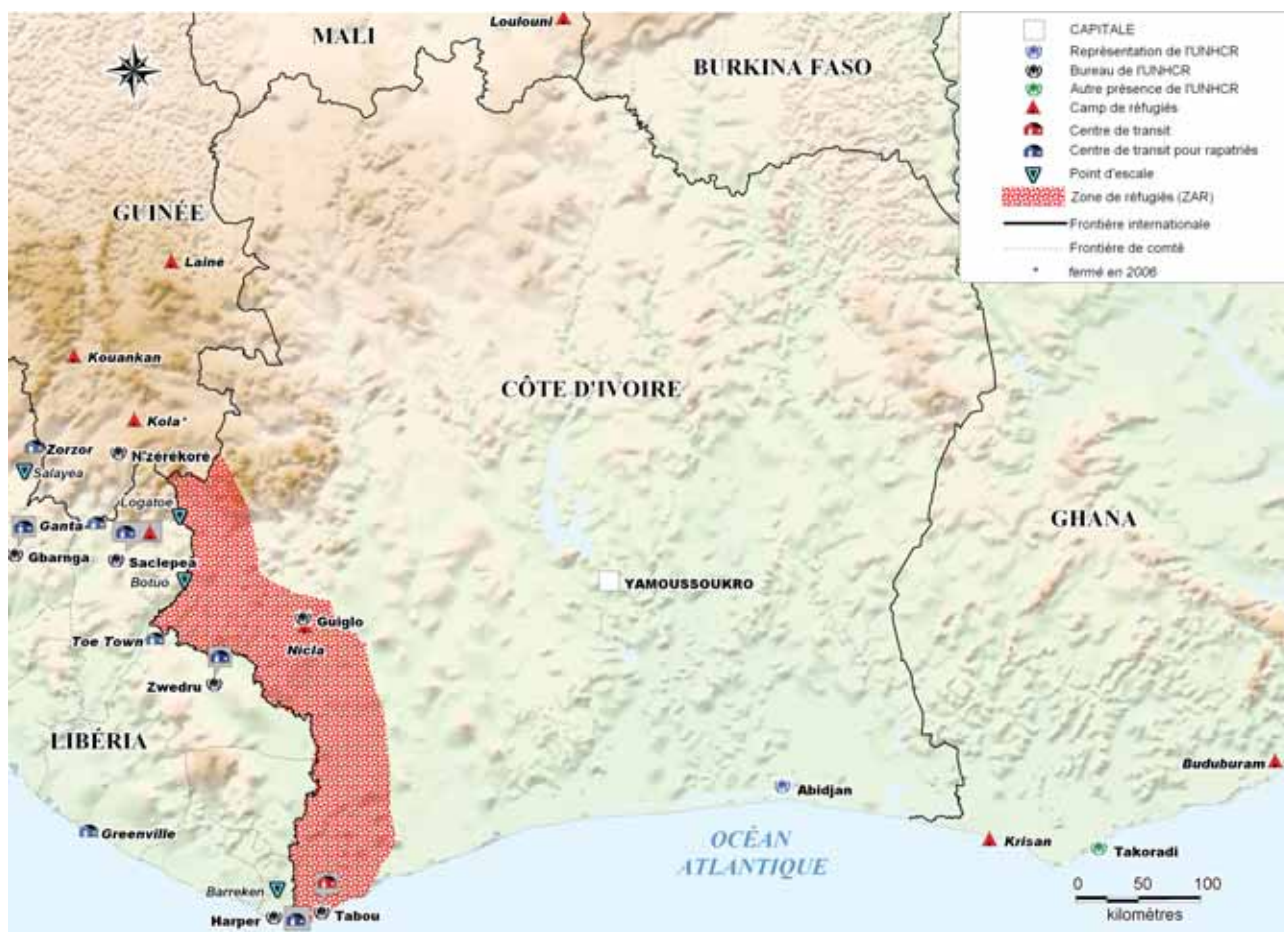 Loulouni
MALI
BURKINA FASO
CAPITALE
Représentation de l'UNHCR
Bureau de l'UNHCR
Autre présence de l'UNHCR
Camp de réfugiés
Centre de transit
Centre de transit pour rapatriés
Point d'escale
Zone de réfugiés (ZAR)
Frontière internationale
Frontière de comté
* fermé en 2006
GUINÉE
Lainé
Kouankan
CÔTE D'IVOIRE
Kola*
Zorzor
N'zérékoré
Salayea
Logatoe
Ganta
GHANA
Gbarnga
Saclepea
Botuo
YAMOUSSOUKRO
Guiglo
Toe Town
Nicla
Zwedru
LIBÉRIA
Buduburam
Abidjan
Greenville
OCÉAN
ATLANTIQUE
Krisan
Takoradi
Barreken
0 50 100
kilomètres
Harper
Tabou